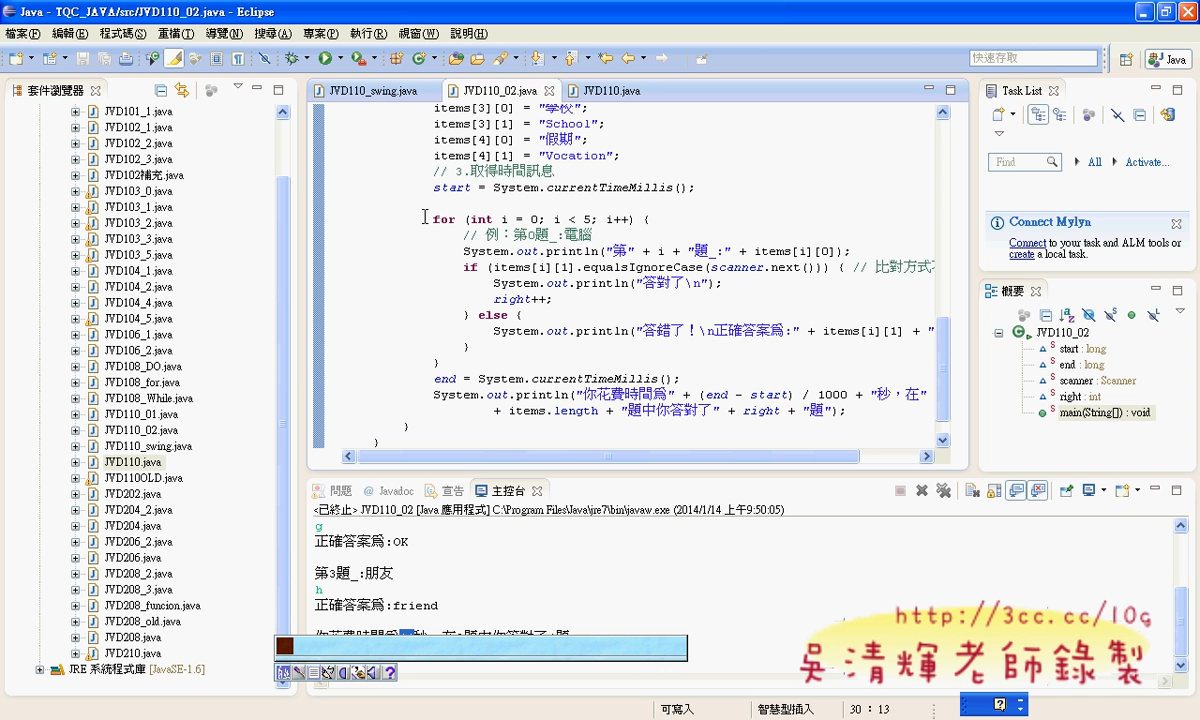 Java - TQC_JAVA/src/JVD110_02.java - Eclipse
檔案(F) 編輯(E) 程式碼(S) 重構(T) 導覽(N) 搜尋(A) 專案(P) 執行(R) 視窗(W) 說明(H)
快速存取
Java
套件瀏覽器
JVD101_1.java
JVD102_1.java
JVD102_2.java
JVD102_3.java
JVD102補充.java
JVD103_0.java
JVD103_1.java
JVD103_2.java
JVD103_3.java
JVD103_5.java
JVD104_1.java
JVD104_2.java
JVD104_4.java
JVD104_5.java
JVD106_1.java
JVD106_2.java
JVD108_DO.java
JVD108_for.java
JVD108_While.java
JVD110_01.java
JVD110_02.java
JVD110_swing.java
JVD110.java
JVD110OLD.java
JVD202.java
JVD204_2.java
JVD204.java
JVD206_2.java
JVD206.java
JVD208_2.java
JVD208_3.java
JVD208_funcion.java
JVD208_old.java
JVD208.java
JVD210.java
JRE 系統程式庫 [JavaSE-1.6]
JVD110_swing.java JVD110_02.java JVD110.java
items[3][0] = "學校";
items[3][1] = "School";
items[4][0] = "假期";
items[4][1] = "Vocation";
// 3.取得時間訊息
start = System.currentTimeMillis();
for (int i = 0; i < 5; i++) {
// 例：第0題_:電腦
System.out.println("第" + i + "題_:" + items[i][0]);
if (items[i][1].equalsIgnoreCase(scanner.next())) { // 比對方式
System.out.println("答對了\n");
right++;
} else {
System.out.println("答錯了！\n正確答案為:" + items[i][1] + "
}
}
end = System.currentTimeMillis();
System.out.println("你花費時間為" + (end - start) / 1000 + "秒，在"
+ items.length + "題中你答對了" + right + "題");
}
}
Task List
Find
All
Activate...
Connect Mylyn
Connect to your task and ALM tools or
create a local task.
概要
JVD110_02
start : long
end : long
scanner : Scanner
right : int
main(String[]) : void
問題 @ Javadoc 宣告 主控台
<已終止> JVD110_02 [Java 應用程式] C:\Program Files\Java\jre7\bin\javaw.exe (2014/1/14 上午9:50:05)
g
正確答案為:OK
第3題_:朋友
h
正確答案為:friend
http://3cc.cc/10g
吳清輝老師錄製
可寫入
智慧型插入
30 : 13